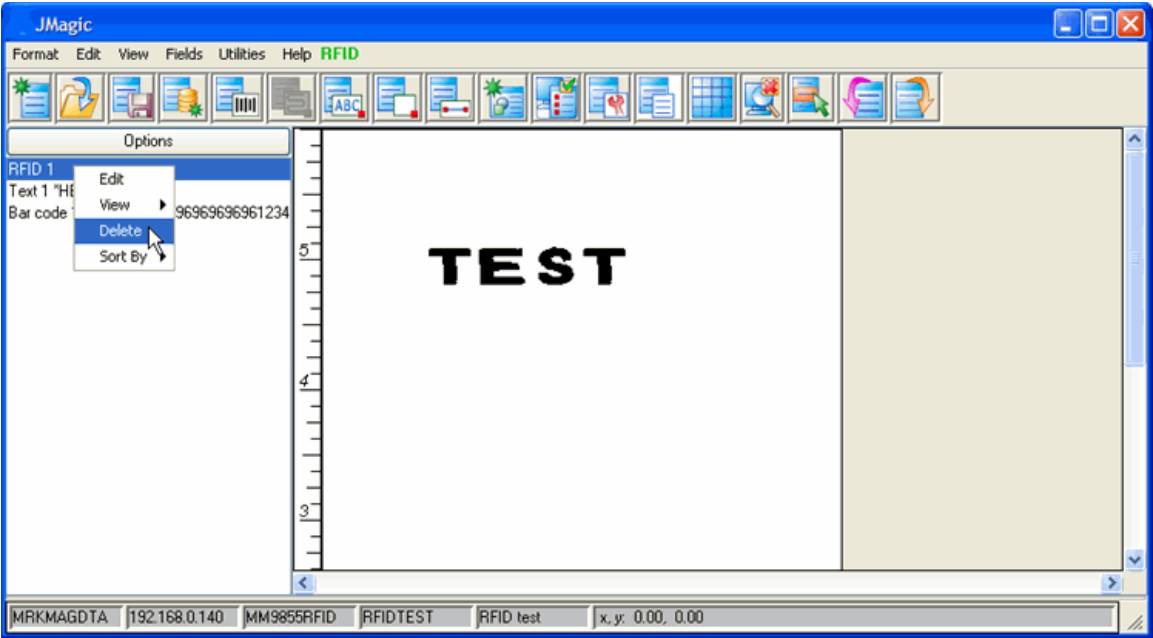 JMagic
Format Edit View Fields Utilities Help RFID
ABC
Options
RFID 1
Text 1 "HE
Bar code 96969696961234
Edit
View
Delete
Sort By
5
4
3
TEST
MRKMAGDTA 192.168.0.140 MM9855RFID RFIDTEST RFID test x, y: 0.00, 0.00